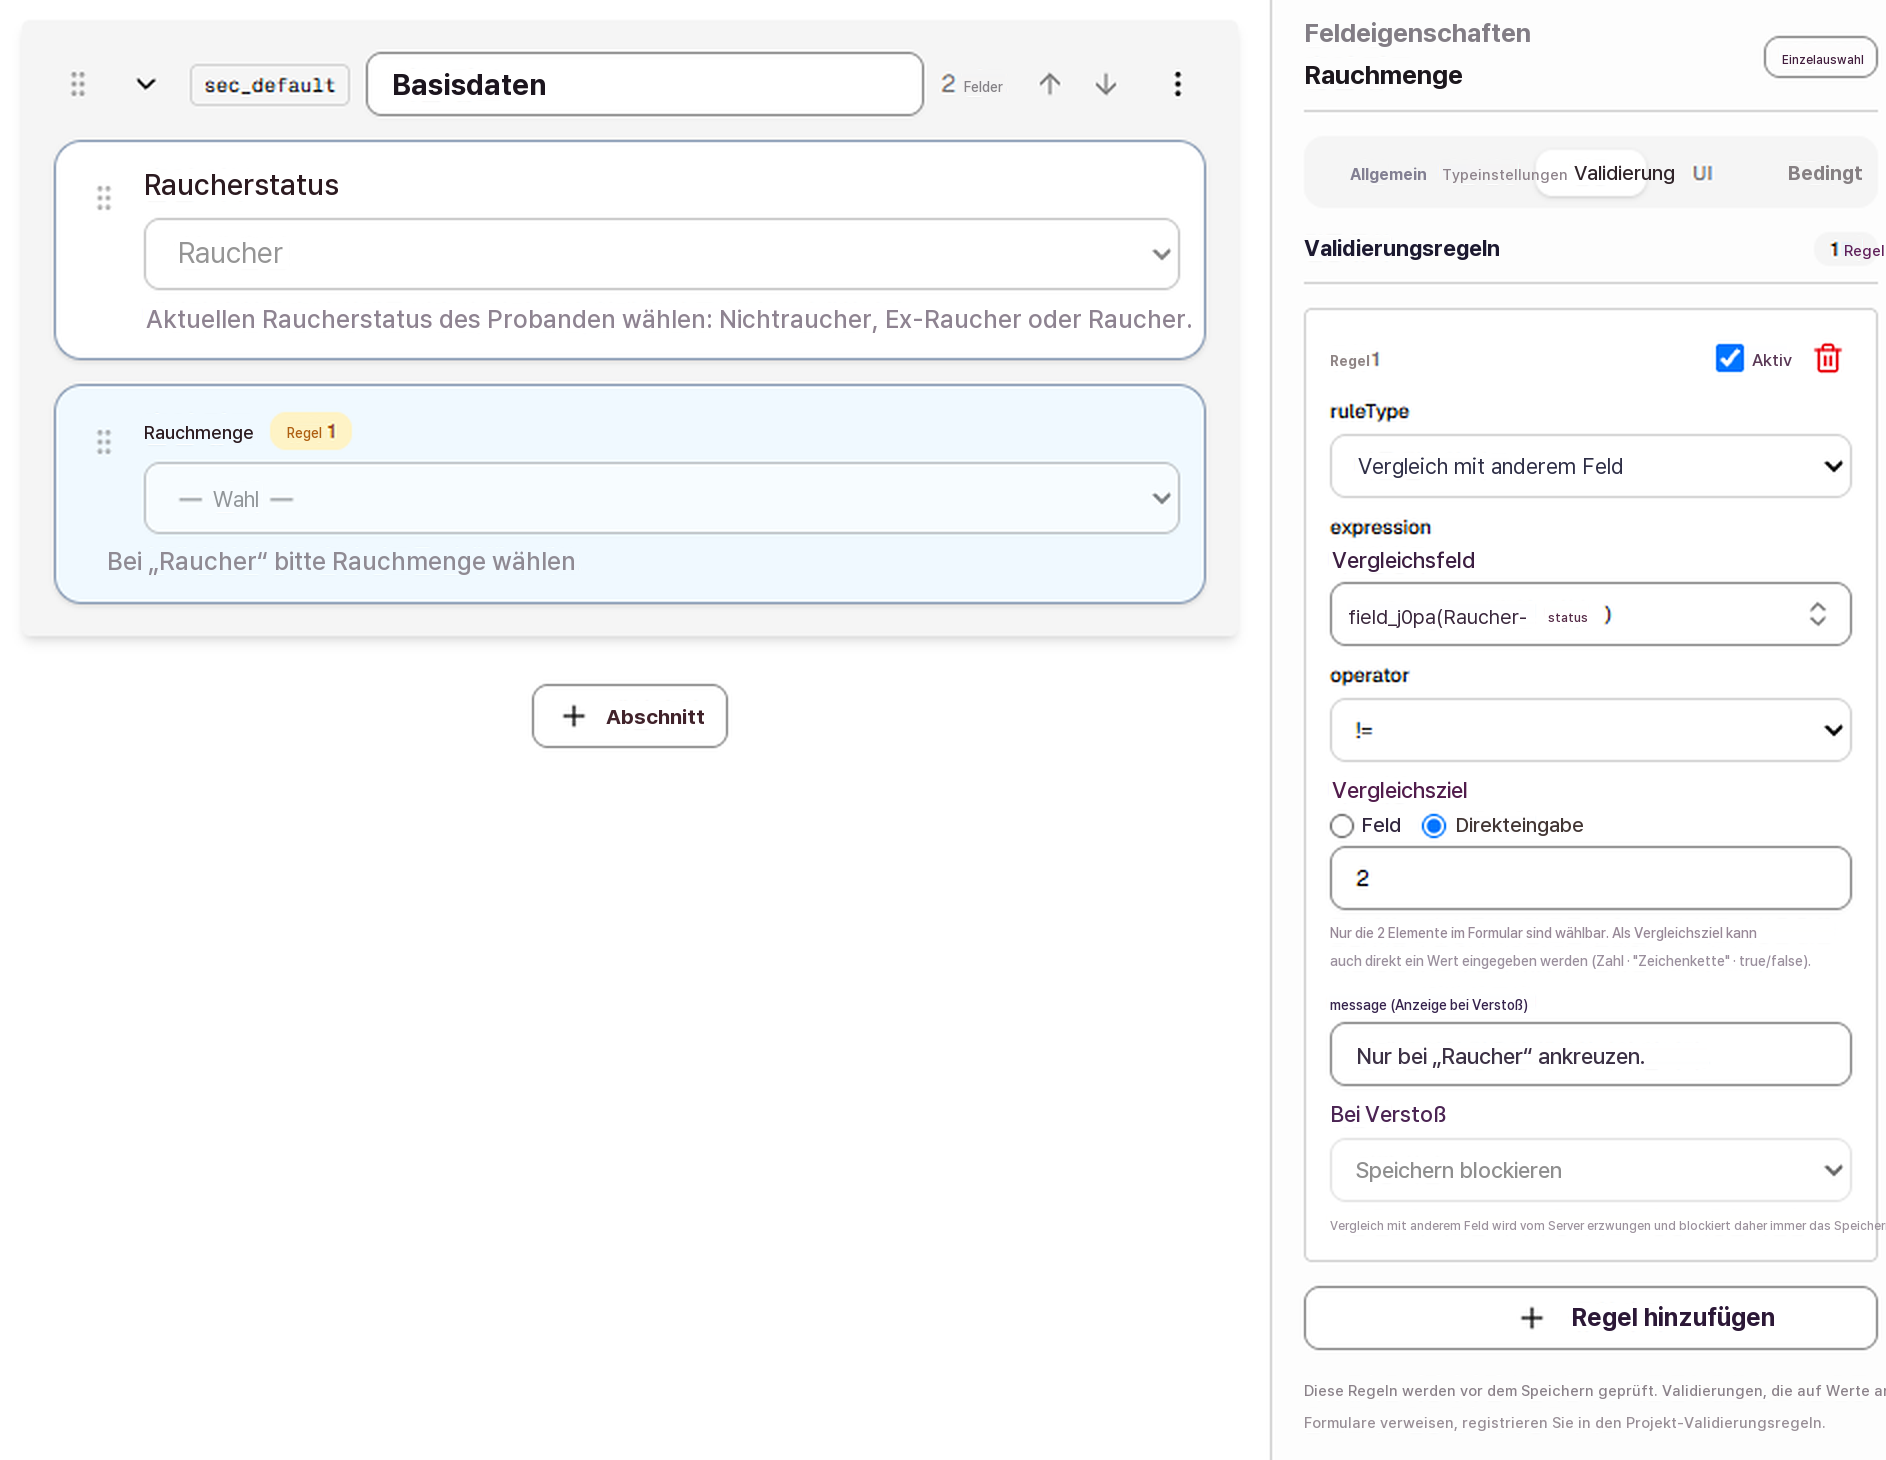 sec_default Basisdaten 2 Felder
Raucherstatus
Raucher
Aktuellen Raucherstatus des Probanden wählen: Nichtraucher, Ex-Raucher oder Raucher.
Rauchmenge Regel 1
— Wahl —
Bei „Raucher“ bitte Rauchmenge wählen
+ Abschnitt
Feldeigenschaften
Rauchmenge
Einzelauswahl
Allgemein Typeinstellungen Validierung UI Bedingt
Validierungsregeln 1 Regel
Regel 1 Aktiv
ruleType
Vergleich mit anderem Feld
expression
Vergleichsfeld
field_j0pa(Raucher- status )
operator
!=
Vergleichsziel
Feld Direkteingabe
2
Nur die 2 Elemente im Formular sind wählbar. Als Vergleichsziel kann
auch direkt ein Wert eingegeben werden (Zahl · "Zeichenkette" · true/false).
message (Anzeige bei Verstoß)
Nur bei „Raucher“ ankreuzen.
Bei Verstoß
Speichern blockieren
Vergleich mit anderem Feld wird vom Server erzwungen und blockiert daher immer das Speicher
+ Regel hinzufügen
Diese Regeln werden vor dem Speichern geprüft. Validierungen, die auf Werte
Formulare verweisen, registrieren Sie in den Projekt-Validierungsregeln.